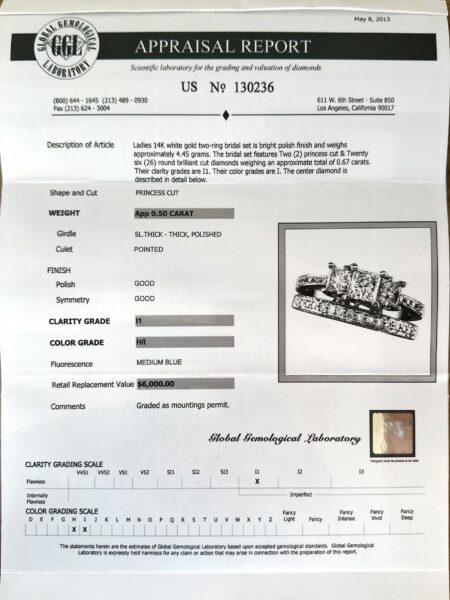 May 8, 2013
GLOBAL GEMOLOGICAL
GGL
LABORATORY
APPRAISAL REPORT
Scientific laboratory for the grading and valuation of diamonds.
US № 130236
(800) 644 - 1645 (213) 489 - 0930
Fax (213) 624 - 3004
611 W. 6th Street - Suite 850
Los Angeles, California 90017
Description of Article
Ladies 14K white gold two-ring bridal set is bright polish finish and weighs
approximately 4.45 grams. The bridal set features Two (2) princess cut & Twenty
six (26) round brilliant cut diamonds weighing an approximate total of 0.67 carats.
Their clarity grades are I1. Their color grades are I. The center diamond is
described in detail below.
Shape and Cut PRINCESS CUT
WEIGHT App 0.50 CARAT
Girdle SL.THICK - THICK, POLISHED
Culet POINTED
FINISH
Polish GOOD
Symmetry GOOD
CLARITY GRADE I1
COLOR GRADE H/I
Fluorescence MEDIUM BLUE
Retail Replacement Value $6,000.00
Comments Graded as mountings permit.
Global Gemological Laboratory
Hologram must be present to be valid.
CLARITY GRADING SCALE
VVS1 VVS2 VS1 VS2 SI1 SI2 SI3 I1 I2 I3
Flawless X
Internally Flawless Imperfect
COLOR GRADING SCALE
D E F G H I J K L M N O P Q R S T U V W X Y Z Fancy Light Fancy Fancy Intense Fancy Vivid Fancy Deep
X X
The statements herein are the estimates of Global Gemological Laboratory based upon accepted gemological standards. Global Gemological
Laboratory is expressly held harmless for any claim or action that may arise in connection with the preparation of this report.